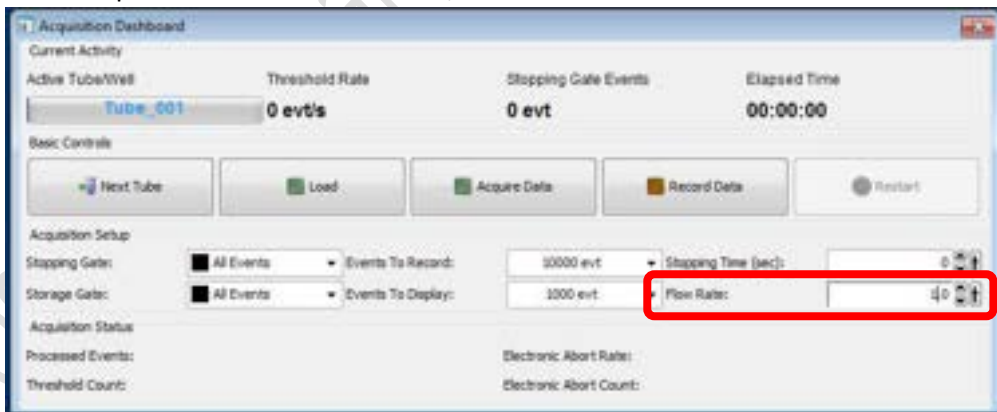 Acquisition Dashboard
Current Activity
Active Tube/Well Threshold Rate Stopping Gate Events Elapsed Time
Tube_001 0 evt/s 0 evt 00:00:00
Basic Controls
Next Tube Load Acquire Data Record Data Restart
Acquisition Setup
Stopping Gate: All Events Events To Record: 10000 evt Stopping Time (sec): 0
Storage Gate: All Events Events To Display: 1000 evt Flow Rate: 1.0
Acquisition Status
Processed Events: Electronic Abort Rate:
Threshold Count: Electronic Abort Count: